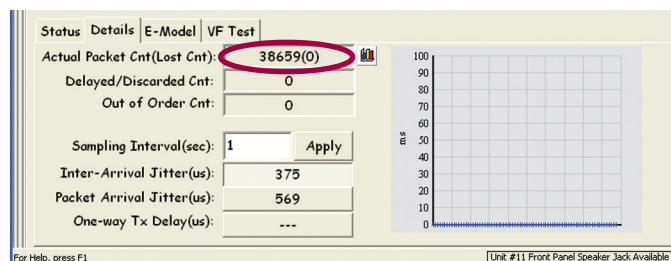 Status Details E-Model VF Test
Actual Packet Cnt(Lost Cnt): 38659(0)
Delayed/Discarded Cnt: 0
Out of Order Cnt: 0
Sampling Interval(sec): 1 Apply
Inter-Arrival Jitter(us): 375
Packet Arrival Jitter(us): 569
One-way Tx Delay(us): ---
ms
100
90
80
70
60
50
40
30
20
10
0
For Help, press F1
Unit #11 Front Panel Speaker Jack Available